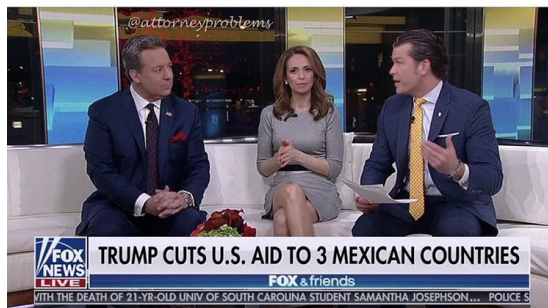 @attorneyproblems
TRUMP CUTS U.S. AID TO 3 MEXICAN COUNTRIES
FOX
NEWS
LIVE
FOX & friends
WITH THE DEATH OF 21-YR-OLD UNIV OF SOUTH CAROLINA STUDENT SAMANTHA JOSEPHSON... POLICE S